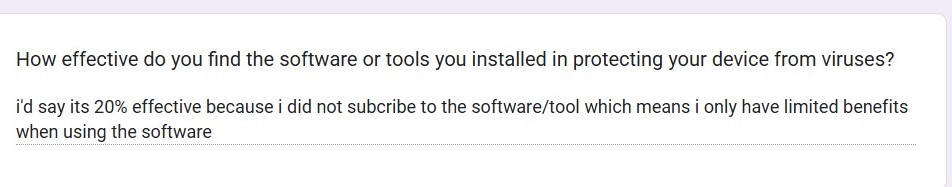 How effective do you find the software or tools you installed in protecting your device from viruses?
i'd say its 20% effective because i did not subcribe to the software/tool which means i only have limited benefits
when using the software